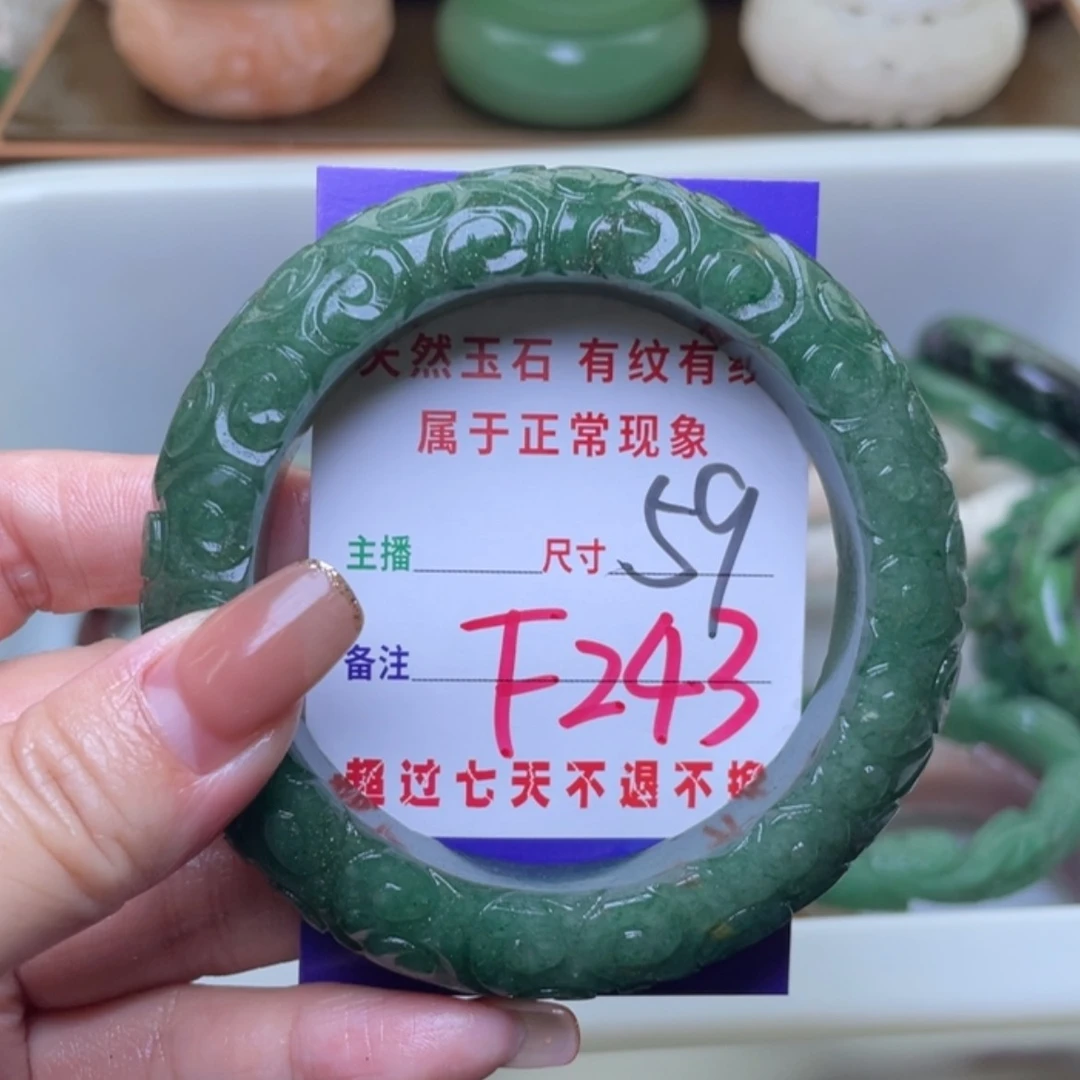 天然玉石 有纹有纹
属于正常现象
主播 尺寸 59
备注 F243
超过七天不退不换